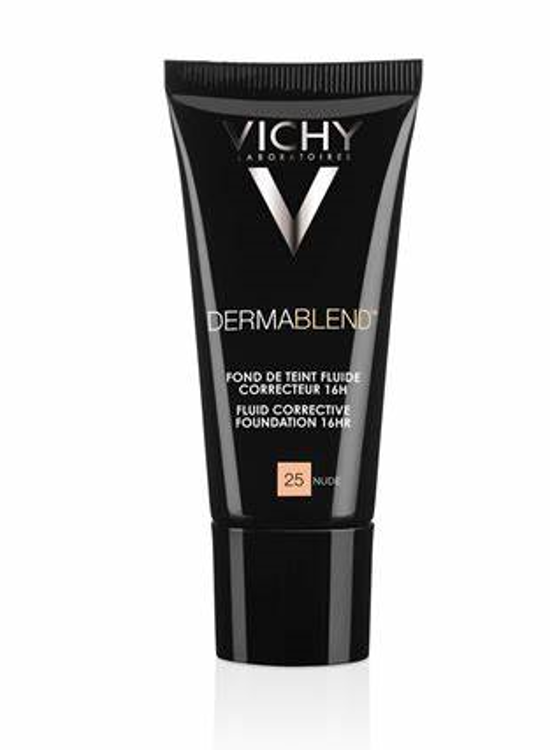 VICHY
LABORATOIRES
V
DERMABLEND®
FOND DE TEINT FLUIDE
CORRECTEUR 16H
FLUID CORRECTIVE
FOUNDATION 16HR
25 NUDE